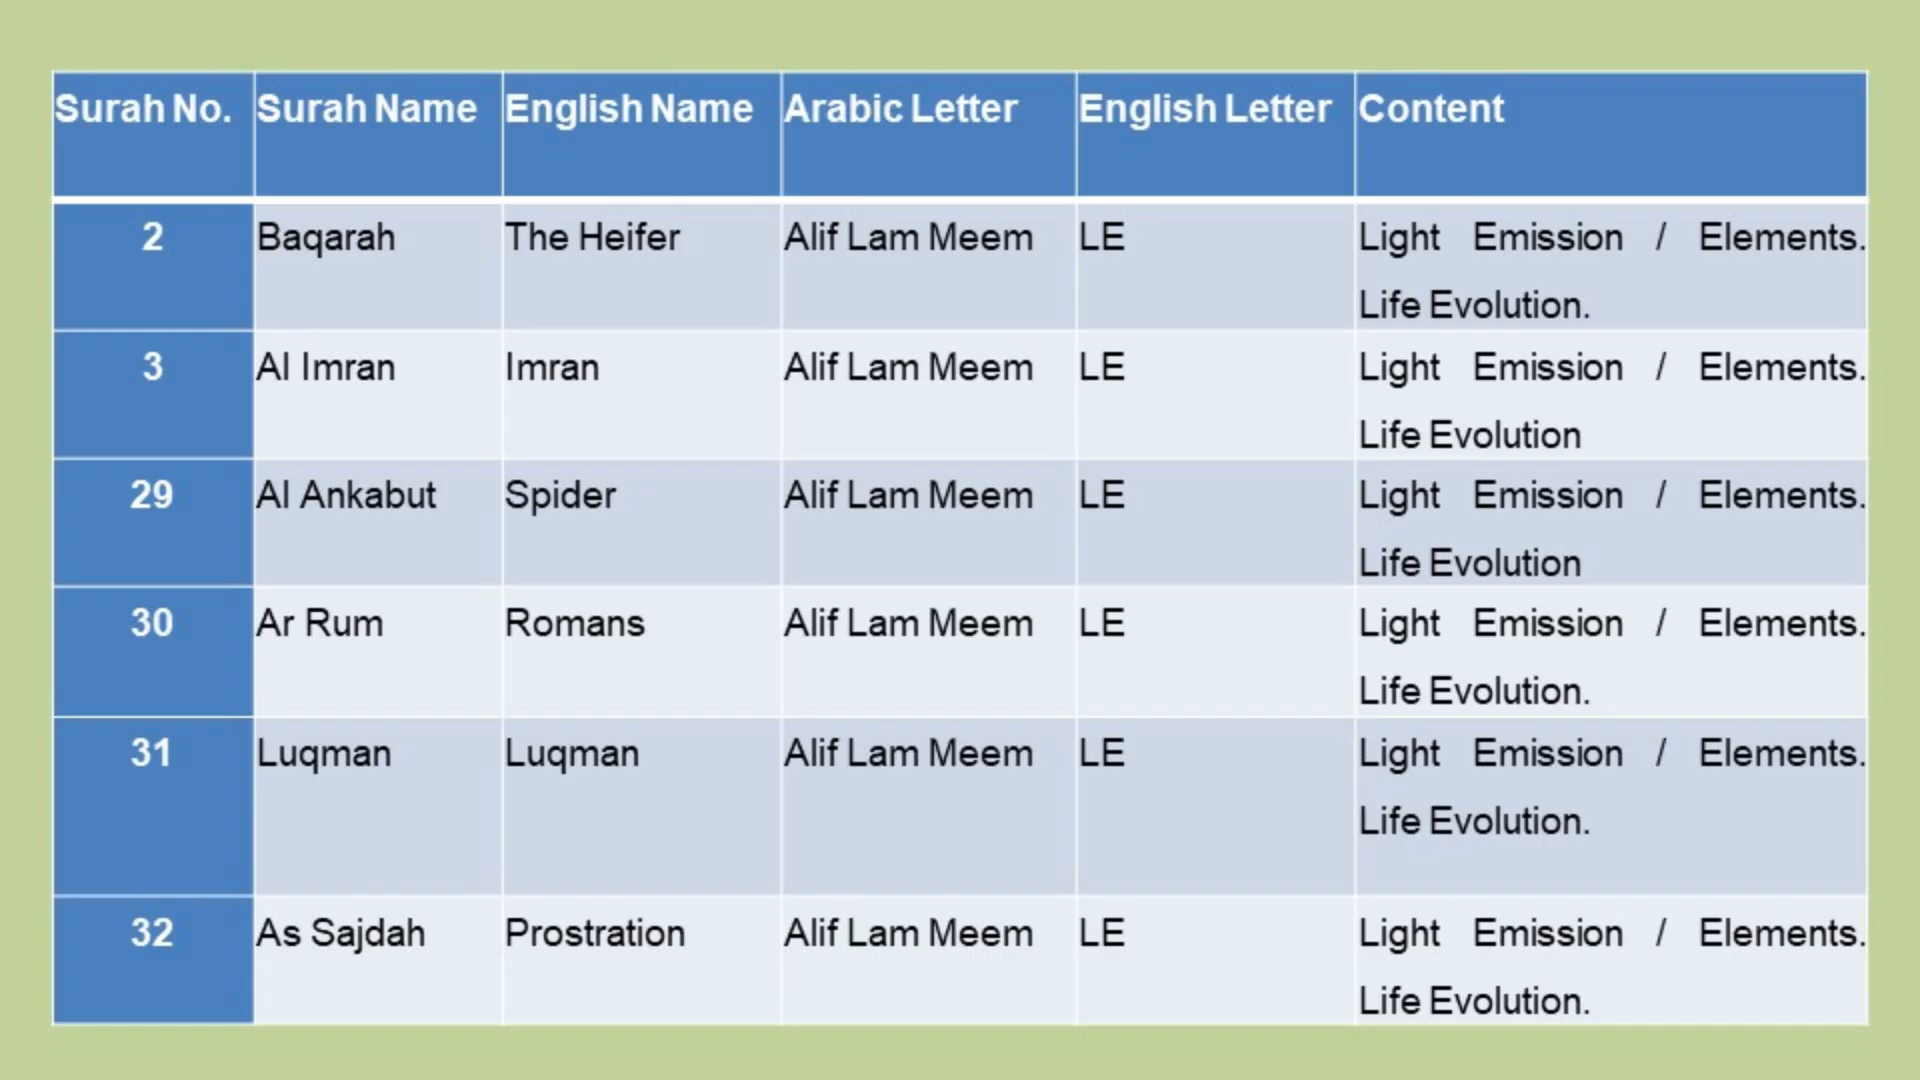 Surah No. Surah Name English Name Arabic Letter English Letter Content
2 Baqarah The Heifer Alif Lam Meem LE Light Emission / Elements.
Life Evolution.
3 Al Imran Imran Alif Lam Meem LE Light Emission / Elements.
Life Evolution
29 Al Ankabut Spider Alif Lam Meem LE Light Emission / Elements.
Life Evolution
30 Ar Rum Romans Alif Lam Meem LE Light Emission / Elements.
Life Evolution.
31 Luqman Luqman Alif Lam Meem LE Light Emission / Elements.
Life Evolution.
32 As Sajdah Prostration Alif Lam Meem LE Light Emission / Elements.
Life Evolution.